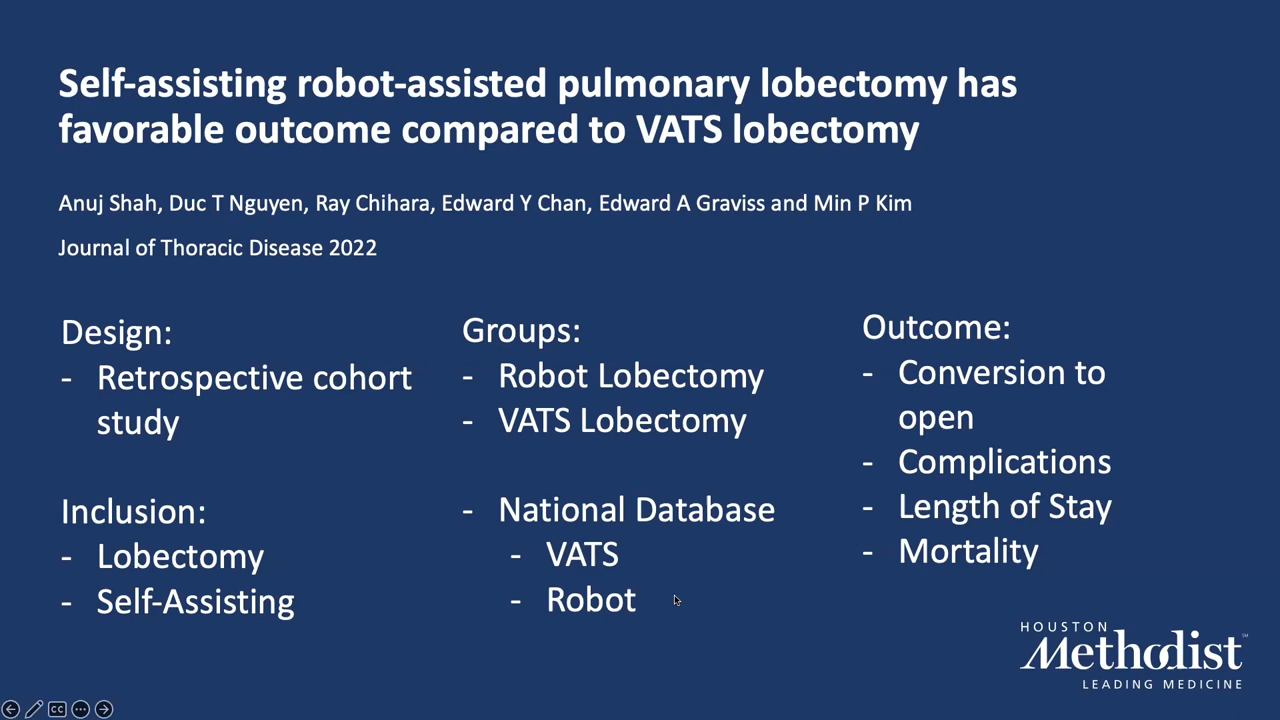 Self-assisting robot-assisted pulmonary lobectomy has
favorable outcome compared to VATS lobectomy
Anuj Shah, Duc T Nguyen, Ray Chihara, Edward Y Chan, Edward A Graviss and Min P Kim
Journal of Thoracic Disease 2022
Design:
- Retrospective cohort
study
Inclusion:
- Lobectomy
- Self-Assisting
Groups:
- Robot Lobectomy
- VATS Lobectomy
- National Database
- VATS
- Robot
Outcome:
- Conversion to
open
- Complications
- Length of Stay
- Mortality
HOUSTON
Methodist™
LEADING MEDICINE
CC